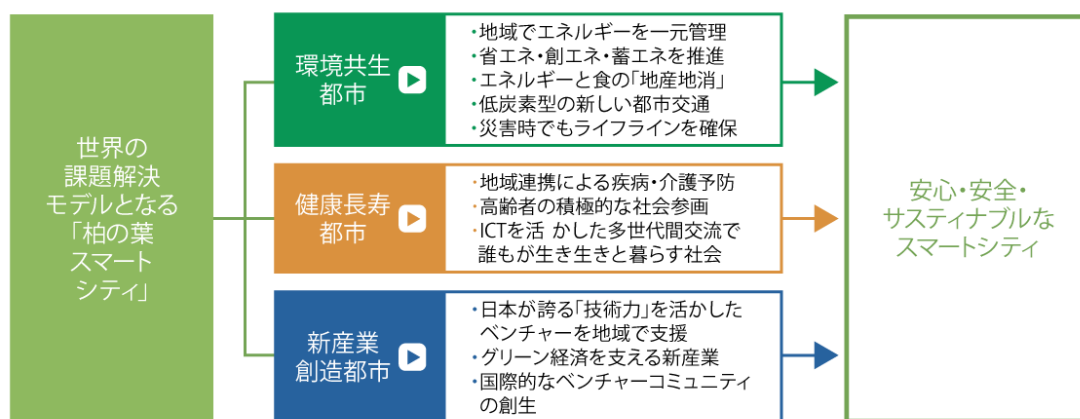 世界の
課題解決
モデルとなる
「柏の葉
スマート
シティ」
環境共生
都市
・地域でエネルギーを一元管理
・省エネ・創エネ・蓄エネを推進
・エネルギーと食の「地産地消」
・低炭素型の新しい都市交通
・災害時でもライフラインを確保
健康長寿
都市
・地域連携による疾病・介護予防
・高齢者の積極的な社会参画
・ICTを活 かした多世代間交流で
誰もが生き生きと暮らす社会
新産業
創造都市
・日本が誇る「技術力」を活かした
ベンチャーを地域で支援
・グリーン経済を支える新産業
・国際的なベンチャーコミュニティ
の創生
安心・安全・
サスティナブルな
スマートシティ